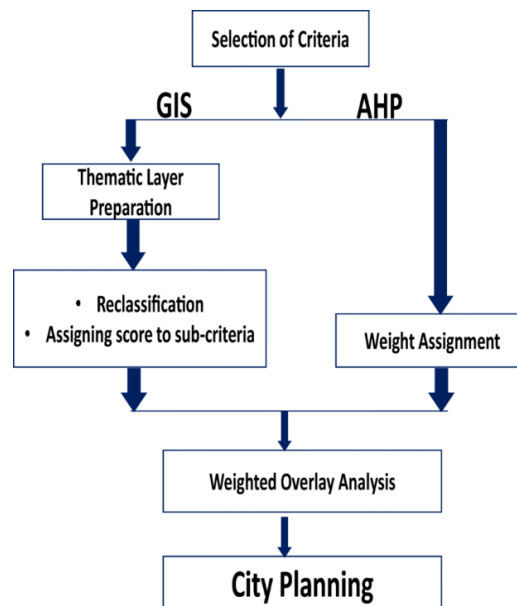 Selection of Criteria
GIS
AHP
Thematic Layer
Preparation
• Reclassification
• Assigning score to sub-criteria
Weight Assignment
Weighted Overlay Analysis
City Planning